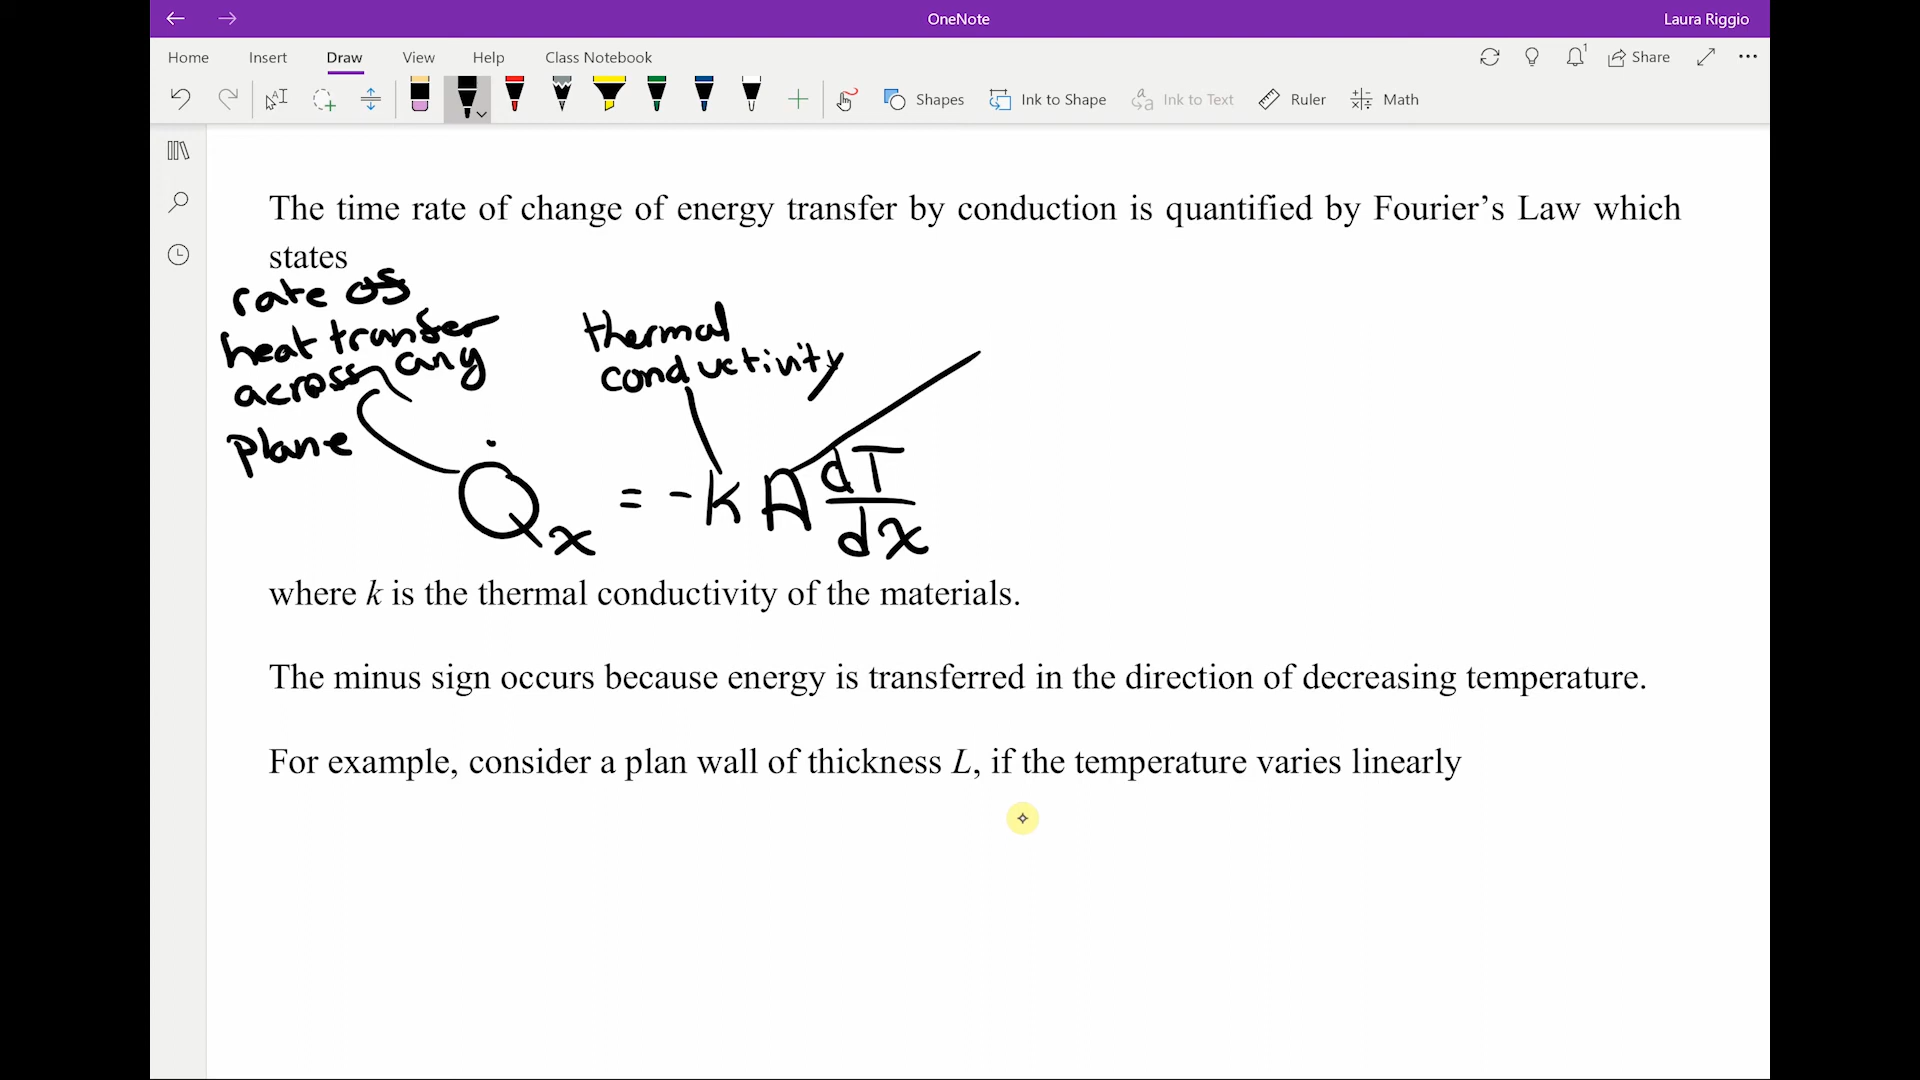 OneNote
Laura Riggio
Home Insert Draw View Help Class Notebook
1 Share
Shapes Ink to Shape Ink to Text Ruler Math
The time rate of change of energy transfer by conduction is quantified by Fourier’s Law which
states
rate of
heat transfer
across any
plane
thermal
conductivity
Q̇x = -kA dT/dx
where k is the thermal conductivity of the materials.
The minus sign occurs because energy is transferred in the direction of decreasing temperature.
For example, consider a plan wall of thickness L, if the temperature varies linearly